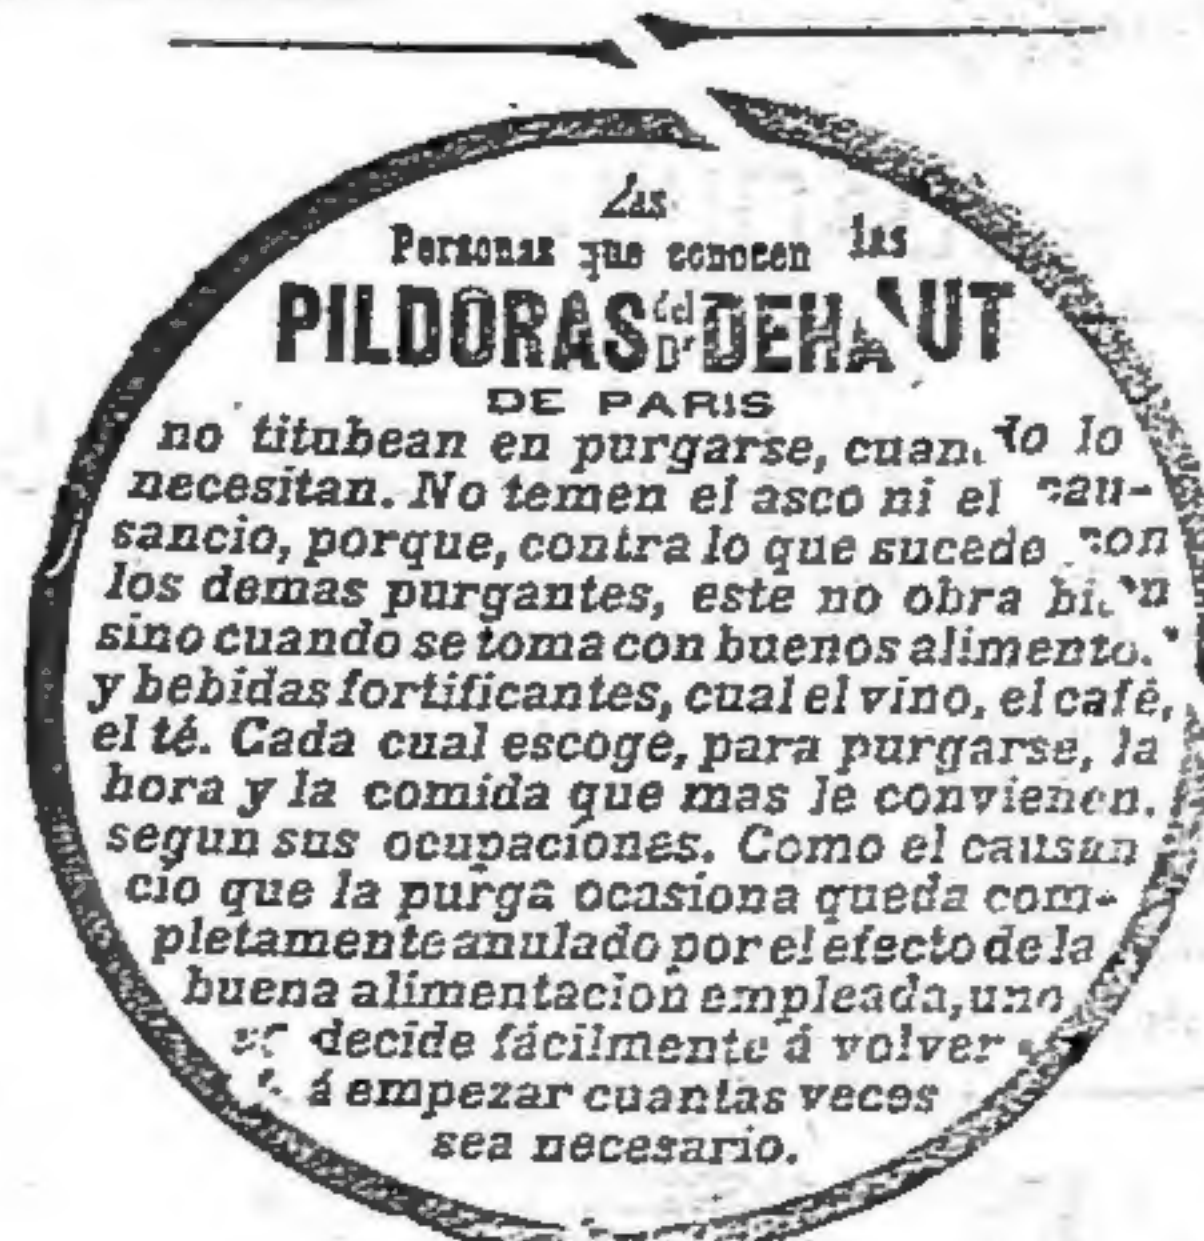 Las
Personas que conocen las
PILDORAS del Dr DEHAUT
DE PARIS
no titubean en purgarse, cuando lo
necesitan. No temen el asco ni el cau-
sancio, porque, contra lo que sucede con
los demas purgantes, este no obra bien
sino cuando se toma con buenos alimentos
y bebidas fortificantes, cual el vino, el café,
el té. Cada cual escoge, para purgarse, la
hora y la comida que mas le convienen.
segun sus ocupaciones. Como el causan
cio que la purga ocasiona queda com-
pletamente anulado por el efecto de la
buena alimentacion empleada, uno
se decide fácilmente á volver
á empezar cuantas veces
sea necesario.